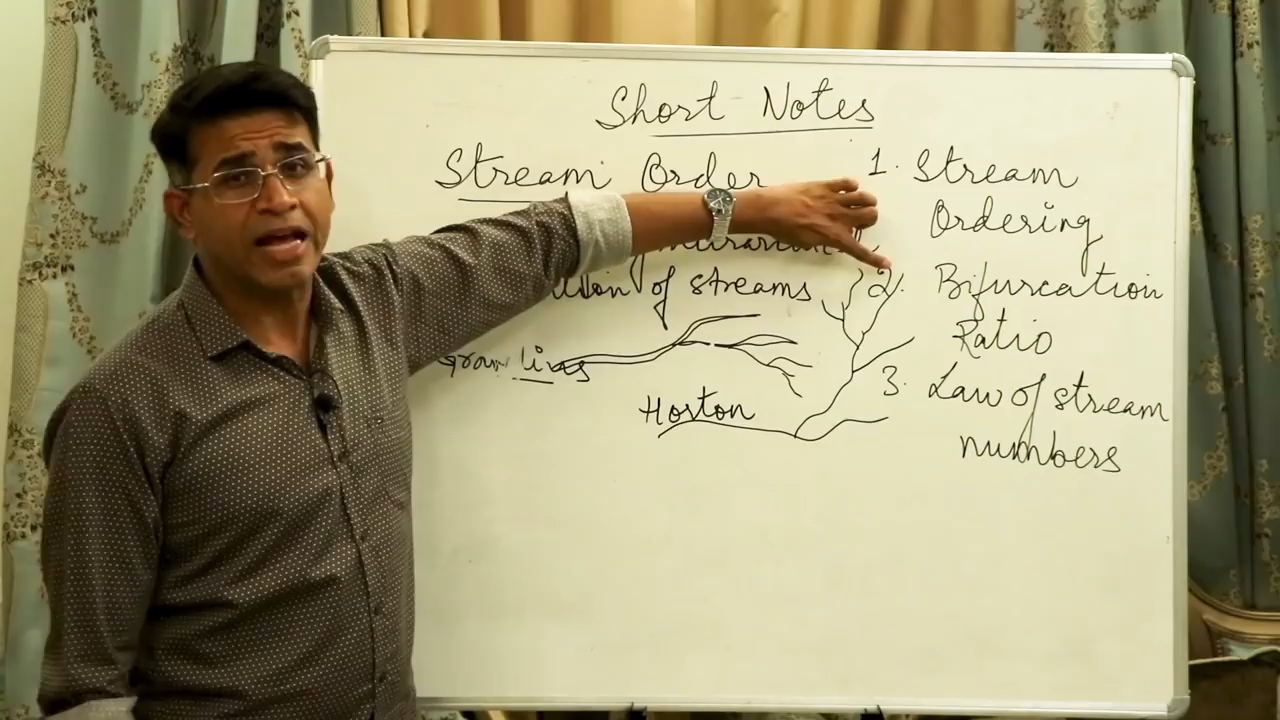 Short Notes
Stream Order
of streams
Horton
1. Stream
Ordering
2. Bifurcation
Ratio
3. Law of stream
numbers